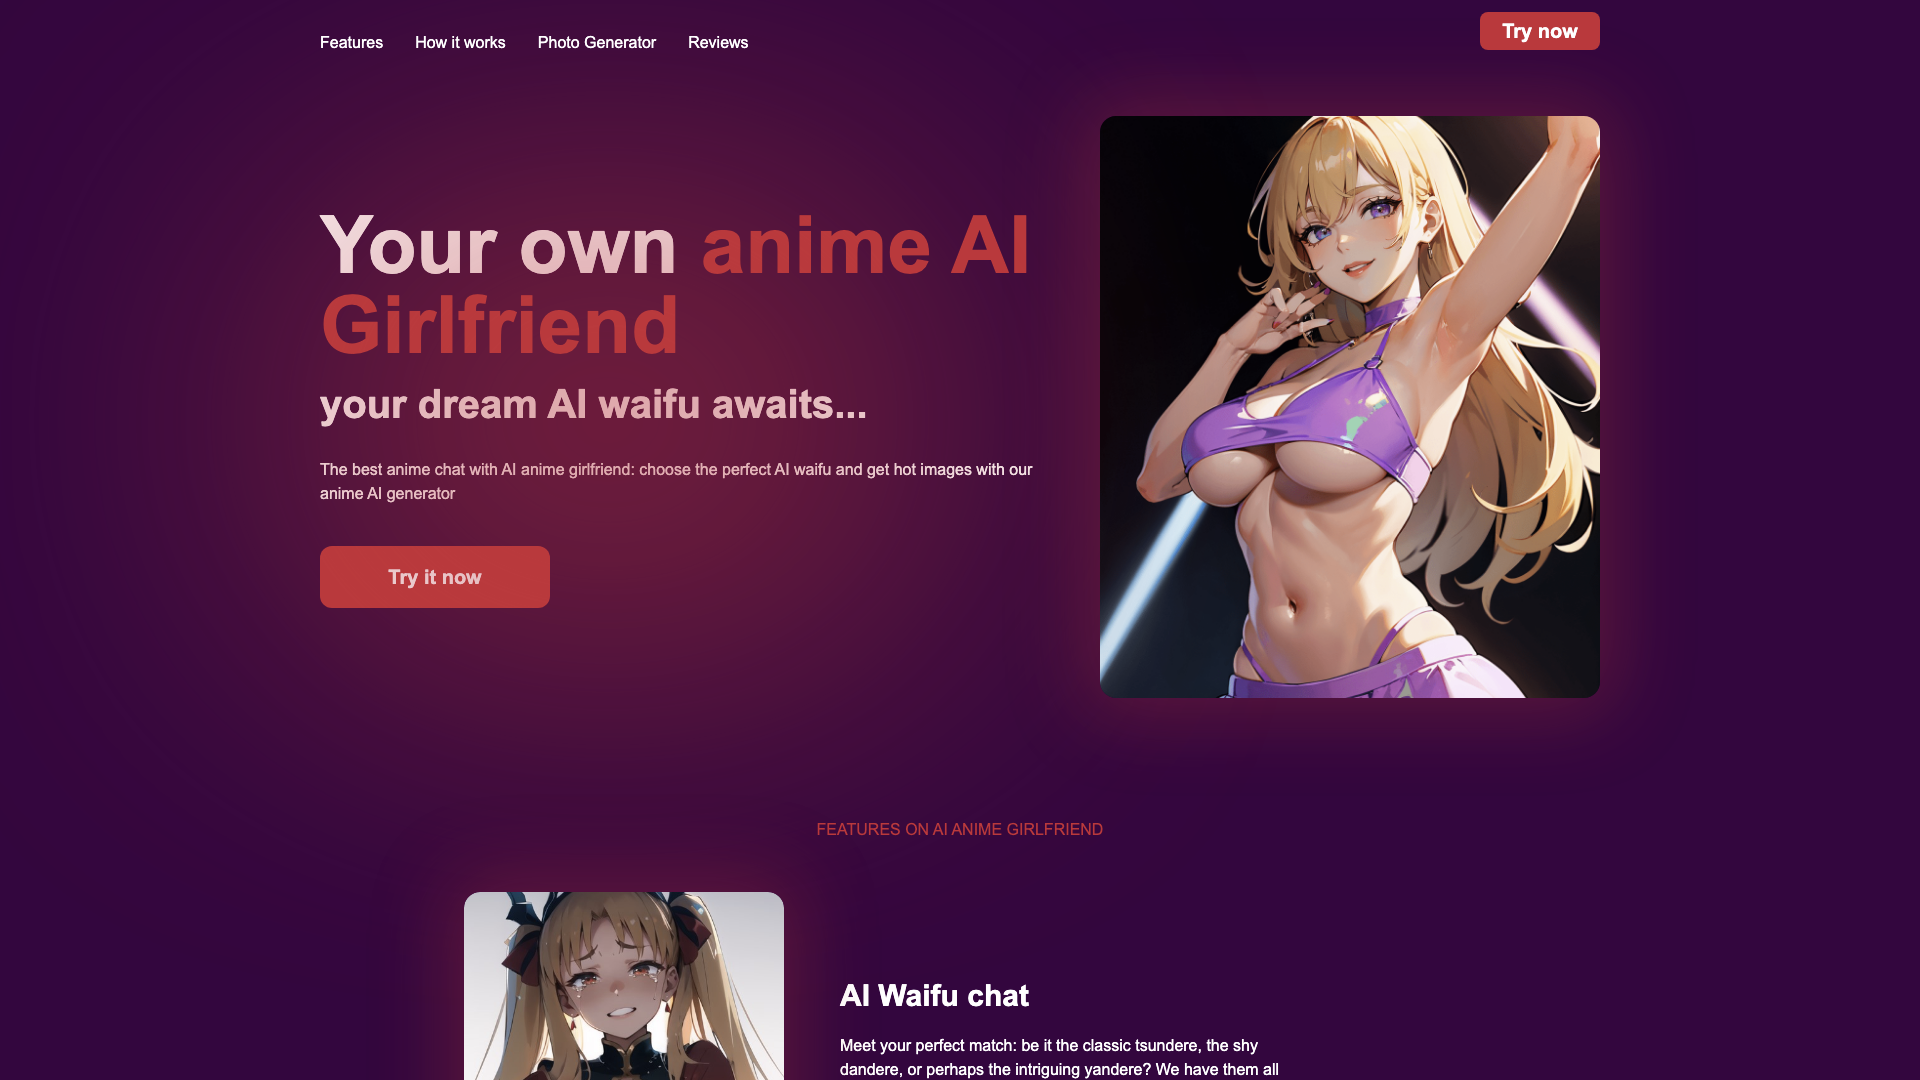 Features
How it works
Photo Generator
Reviews
Try now
Your own anime AI
Girlfriend
your dream AI waifu awaits...
The best anime chat with AI anime girlfriend: choose the perfect AI waifu and get hot images with our
anime AI generator
Try it now
FEATURES ON AI ANIME GIRLFRIEND
AI Waifu chat
Meet your perfect match: be it the classic tsundere, the shy
dandere, or perhaps the intriguing yandere? We have them all